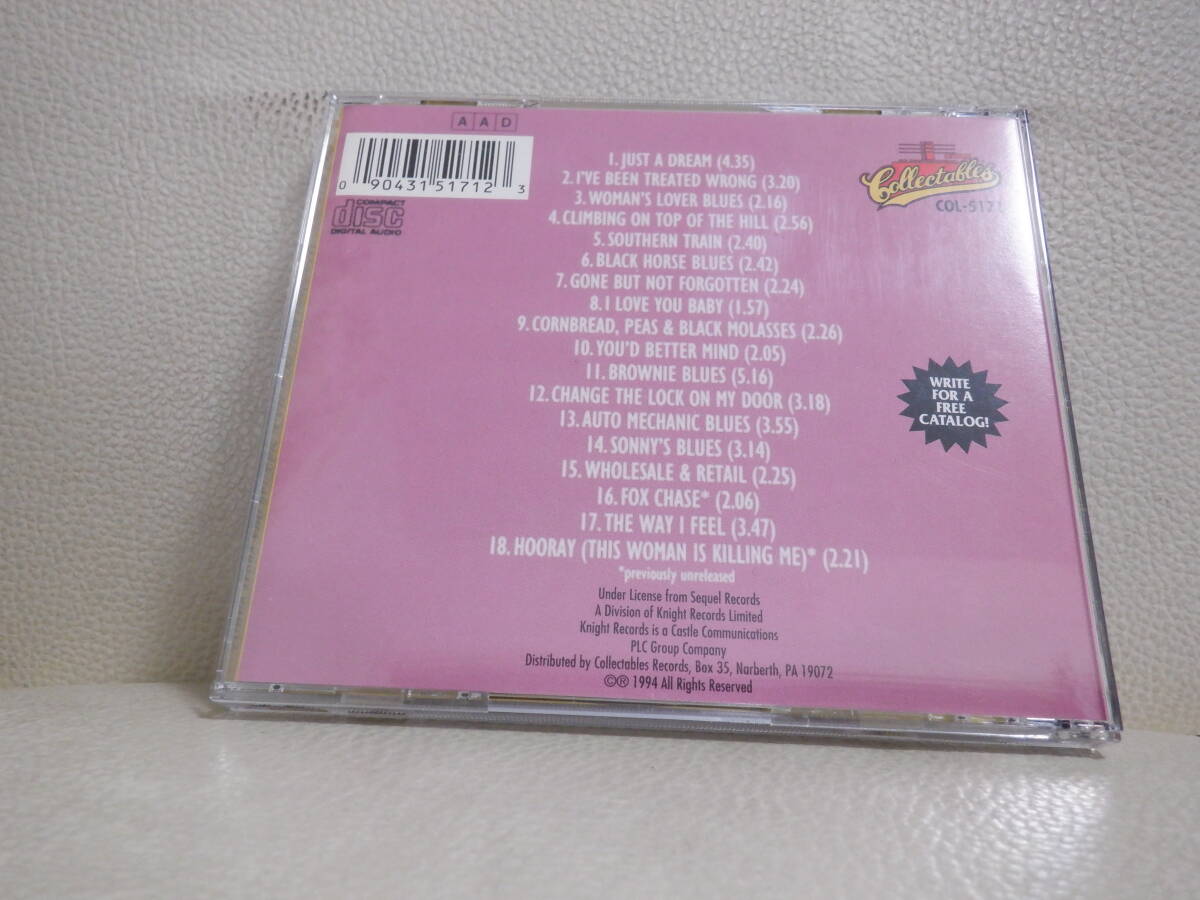 A A D
0 90431 51712 3
COMPACT
disc
DIGITAL AUDIO
Collectables
1. JUST A DREAM (4.35)
2. I'VE BEEN TREATED WRONG (3.20)
3. WOMAN'S LOVER BLUES (2.16)
4. CLIMBING ON TOP OF THE HILL (2.56)
5. SOUTHERN TRAIN (2.40)
6. BLACK HORSE BLUES (2.42)
7. GONE BUT NOT FORGOTTEN (2.24)
8. I LOVE YOU BABY (1.57)
9. CORNBREAD, PEAS & BLACK MOLASSES (2.26)
10. YOU'D BETTER MIND (2.05)
11. BROWNIE BLUES (5.16)
12. CHANGE THE LOCK ON MY DOOR (3.18)
13. AUTO MECHANIC BLUES (3.55)
14. SONNY'S BLUES (3.14)
15. WHOLESALE & RETAIL (2.25)
16. FOX CHASE* (2.06)
17. THE WAY I FEEL (3.47)
18. HOORAY (THIS WOMAN IS KILLING ME)* (2.21)
*previously unreleased
WRITE
FOR A
FREE
CATALOG!
Under License from Sequel Records
A Division of Knight Records Limited
Knight Records is a Castle Communications
PLC Group Company
Distributed by Collectables Records, Box 35, Narberth, PA 19072
©℗ 1994 All Rights Reserved